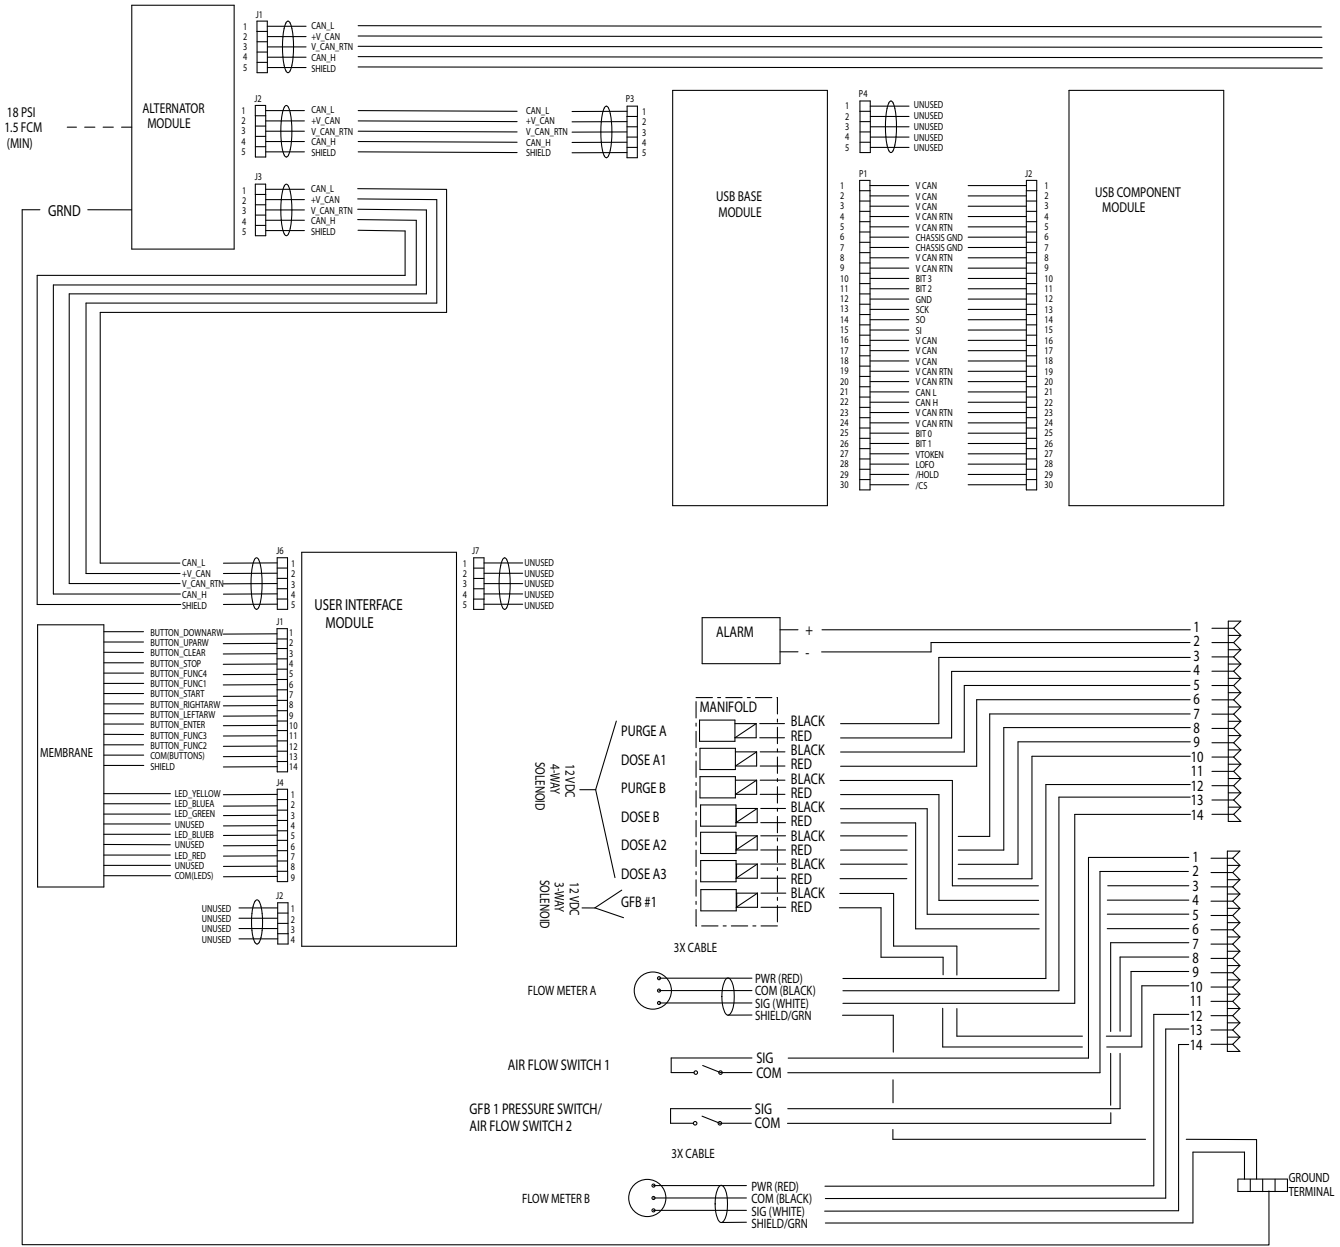 J1
1 CAN_L
2 +V_CAN
3 V_CAN_RTN
4 CAN_H
5 SHIELD
ALTERNATOR
MODULE
18 PSI
1.5 FCM
(MIN)
J2
1 CAN_L
2 +V_CAN
3 V_CAN_RTN
4 CAN_H
5 SHIELD
P3
CAN_L 1
+V_CAN 2
V_CAN_RTN 3
CAN_H 4
SHIELD 5
J3
1 CAN_L
2 +V_CAN
3 V_CAN_RTN
4 CAN_H
5 SHIELD
GRND
USB BASE
MODULE
P4
1 UNUSED
2 UNUSED
3 UNUSED
4 UNUSED
5 UNUSED
P1 J2
1 V CAN 1
2 V CAN 2
3 V CAN 3
4 V CAN RTN 4
5 V CAN RTN 5
6 CHASSIS GND 6
7 CHASSIS GND 7
8 V CAN RTN 8
9 V CAN RTN 9
10 BIT 3 10
11 BIT 2 11
12 GND 12
13 SCK 13
14 SO 14
15 SI 15
16 V CAN 16
17 V CAN 17
18 V CAN 18
19 V CAN RTN 19
20 V CAN RTN 20
21 CAN L 21
22 CAN H 22
23 V CAN RTN 23
24 V CAN RTN 24
25 BIT 0 25
26 BIT 1 26
27 VTOKEN 27
28 LOFO 28
29 /HOLD 29
30 /CS 30
USB COMPONENT
MODULE
J6
CAN_L 1
+V_CAN 2
V_CAN_RTN 3
CAN_H 4
SHIELD 5
USER INTERFACE
MODULE
J7
1 UNUSED
2 UNUSED
3 UNUSED
4 UNUSED
5 UNUSED
MEMBRANE
J1
BUTTON_DOWNARW 1
BUTTON_UPARW 2
BUTTON_CLEAR 3
BUTTON_STOP 4
BUTTON_FUNC4 5
BUTTON_FUNC1 6
BUTTON_START 7
BUTTON_RIGHTARW 8
BUTTON_LEFTARW 9
BUTTON_ENTER 10
BUTTON_FUNC3 11
BUTTON_FUNC2 12
COM(BUTTONS) 13
SHIELD 14
J4
LED_YELLOW 1
LED_BLUEA 2
LED_GREEN 3
UNUSED 4
LED_BLUEB 5
UNUSED 6
LED_RED 7
UNUSED 8
COM(LEDS) 9
J2
UNUSED 1
UNUSED 2
UNUSED 3
UNUSED 4
ALARM + -
MANIFOLD
12 VDC
4-WAY
SOLENOID
PURGE A BLACK
RED
DOSE A1 BLACK
RED
PURGE B BLACK
RED
DOSE B BLACK
RED
DOSE A2 BLACK
RED
DOSE A3 BLACK
RED
12 VDC
3-WAY
SOLENOID
GFB #1 BLACK
RED
1
2
3
4
5
6
7
8
9
10
11
12
13
14
1
2
3
4
5
6
7
8
9
10
11
12
13
14
3X CABLE
FLOW METER A
PWR (RED)
COM (BLACK)
SIG (WHITE)
SHIELD/GRN
AIR FLOW SWITCH 1
SIG
COM
GFB 1 PRESSURE SWITCH/
AIR FLOW SWITCH 2
SIG
COM
3X CABLE
FLOW METER B
PWR (RED)
COM (BLACK)
SIG (WHITE)
SHIELD/GRN
GROUND
TERMINAL